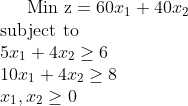 Min z = 60x₁ + 40x₂
subject to
5x₁ + 4x₂ ≥ 6
10x₁ + 4x₂ ≥ 8
x₁, x₂ ≥ 0